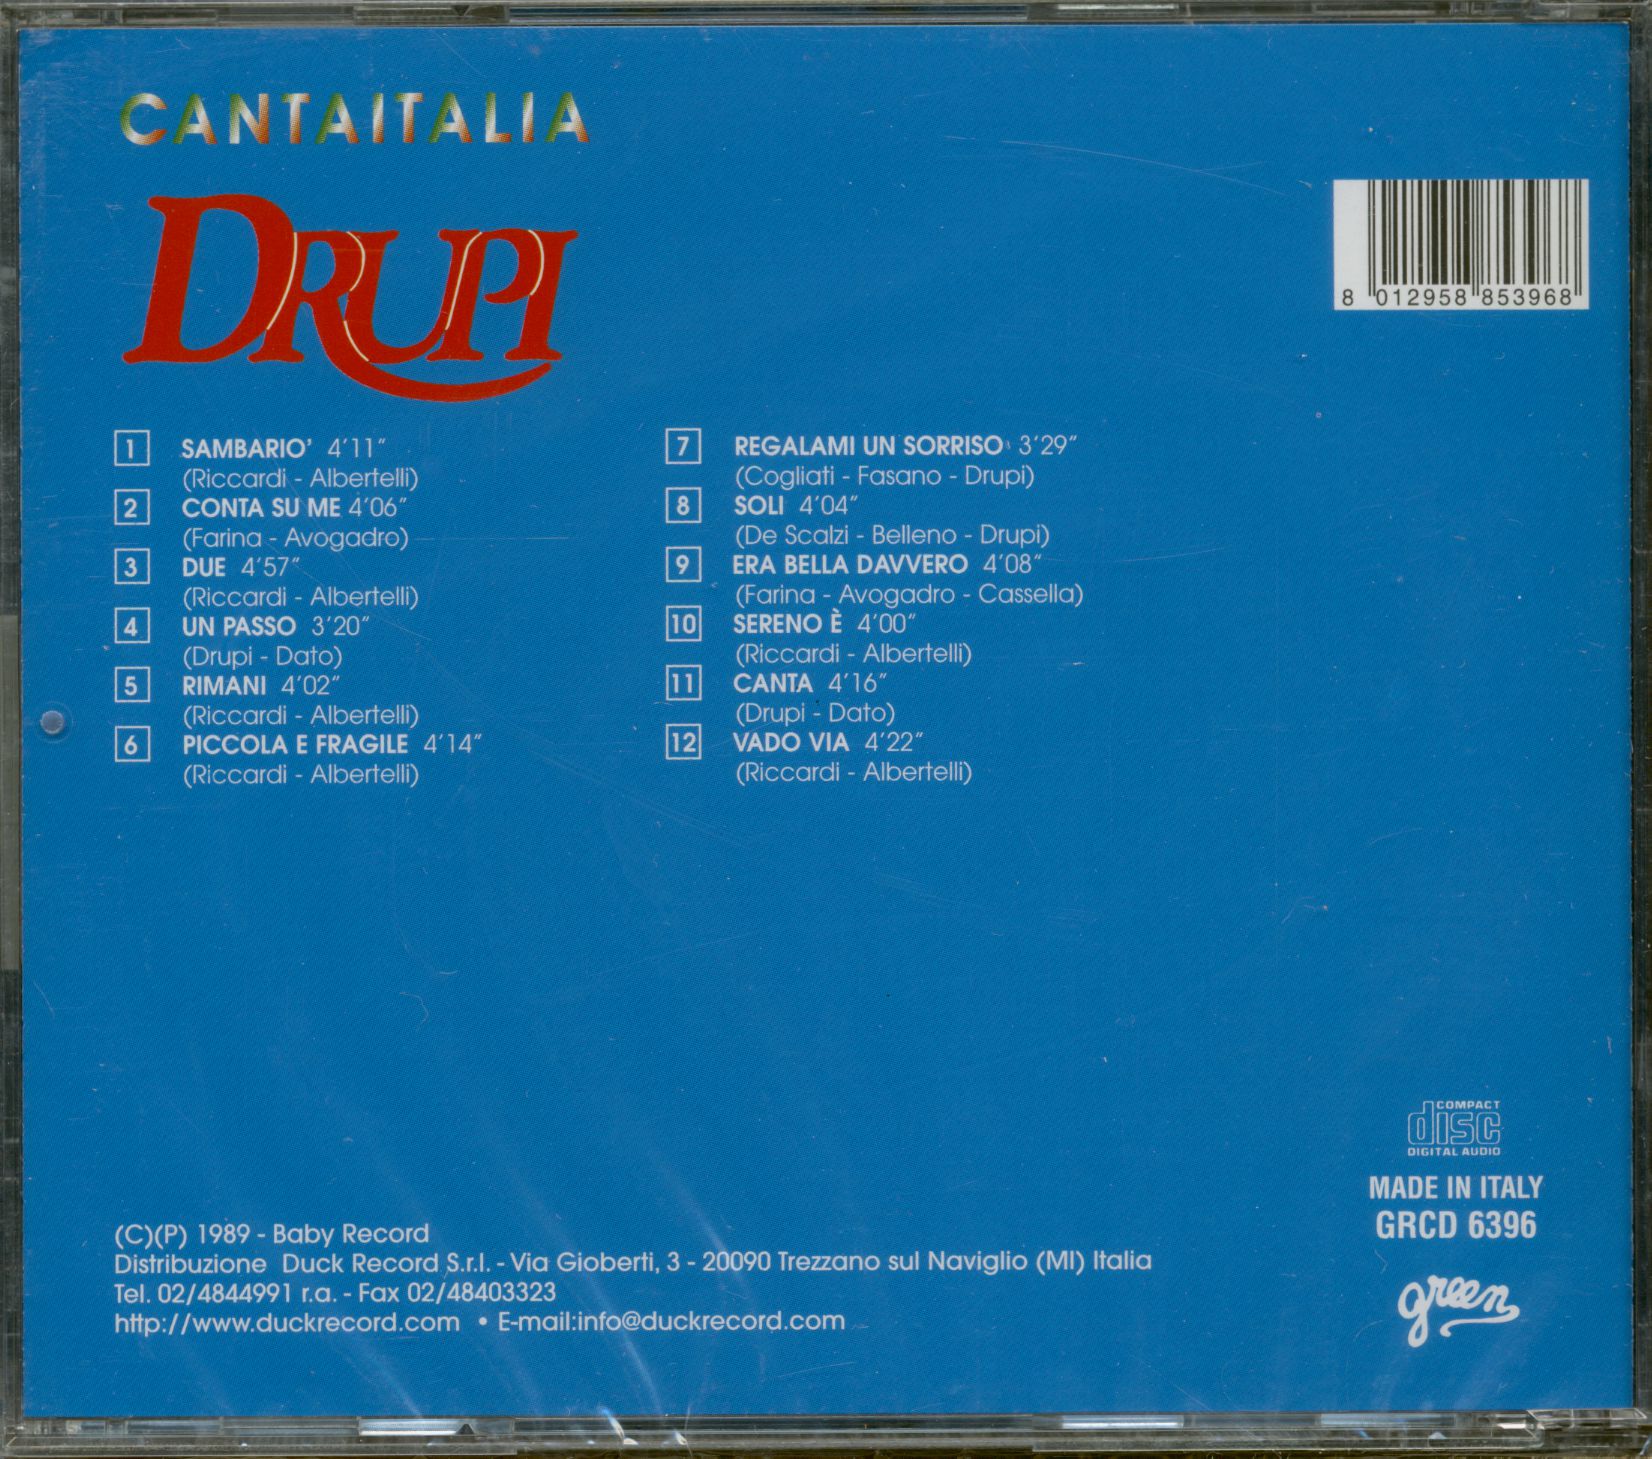 CANTAITALIA
DRUPI
8 012958 853968
1 SAMBARIO' 4'11"
(Riccardi - Albertelli)
2 CONTA SU ME 4'06"
(Farina - Avogadro)
3 DUE 4'57"
(Riccardi - Albertelli)
4 UN PASSO 3'20"
(Drupi - Dato)
5 RIMANI 4'02"
(Riccardi - Albertelli)
6 PICCOLA E FRAGILE 4'14"
(Riccardi - Albertelli)
7 REGALAMI UN SORRISO 3'29"
(Cogliati - Fasano - Drupi)
8 SOLI 4'04"
(De Scalzi - Belleno - Drupi)
9 ERA BELLA DAVVERO 4'08"
(Farina - Avogadro - Cassella)
10 SERENO È 4'00"
(Riccardi - Albertelli)
11 CANTA 4'16"
(Drupi - Dato)
12 VADO VIA 4'22"
(Riccardi - Albertelli)
COMPACT
disc
DIGITAL AUDIO
MADE IN ITALY
GRCD 6396
green
(C)(P) 1989 - Baby Record
Distribuzione Duck Record S.r.l. - Via Gioberti, 3 - 20090 Trezzano sul Naviglio (MI) Italia
Tel. 02/4844991 r.a. - Fax 02/48403323
http://www.duckrecord.com • E-mail:info@duckrecord.com